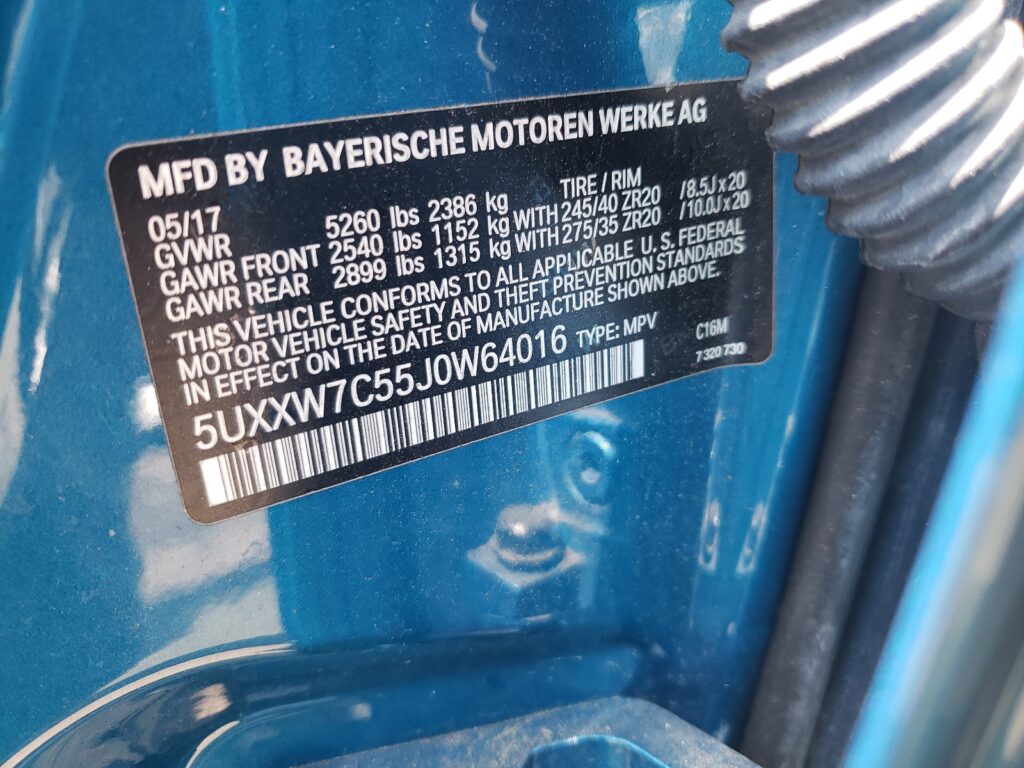 MFD BY BAYERISCHE MOTOREN WERKE AG
05/17 TIRE / RIM
GVWR 5260 lbs 2386 kg
GAWR FRONT 2540 lbs 1152 kg WITH 245/40 ZR20 /8.5J x 20
GAWR REAR 2899 lbs 1315 kg WITH 275/35 ZR20 /10.0J x 20
THIS VEHICLE CONFORMS TO ALL APPLICABLE U. S. FEDERAL
MOTOR VEHICLE SAFETY AND THEFT PREVENTION STANDARDS
IN EFFECT ON THE DATE OF MANUFACTURE SHOWN ABOVE.
5UXXW7C55J0W64016 TYPE: MPV C16M
7 320 730